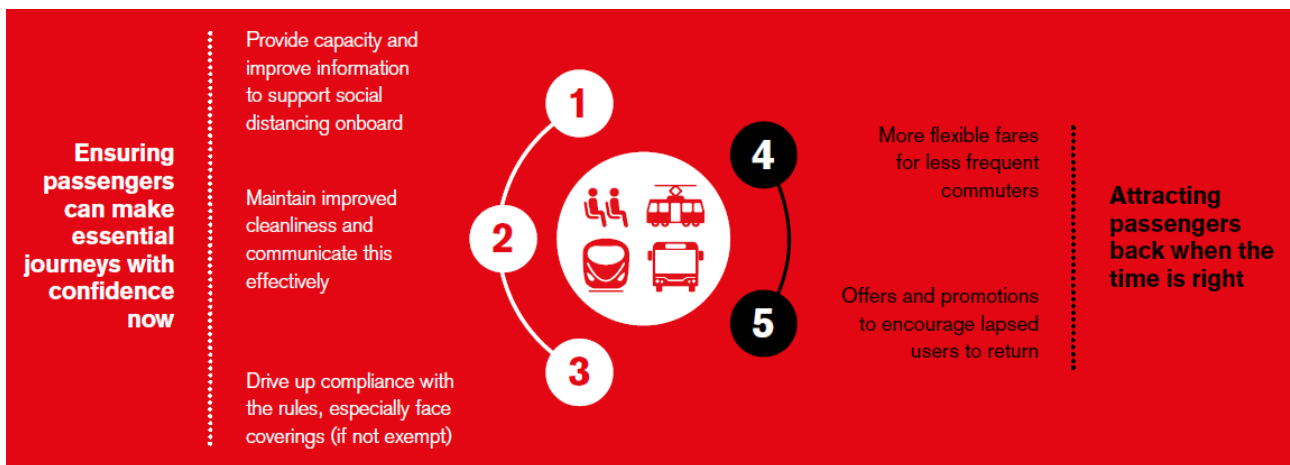 Ensuring
passengers
can make
essential
journeys with
confidence
now
Provide capacity and
improve information
to support social
distancing onboard
1
Maintain improved
cleanliness and
communicate this
effectively
2
Drive up compliance with
the rules, especially face
coverings (if not exempt)
3
4
More flexible fares
for less frequent
commuters
5
Offers and promotions
to encourage lapsed
users to return
Attracting
passengers
back when the
time is right